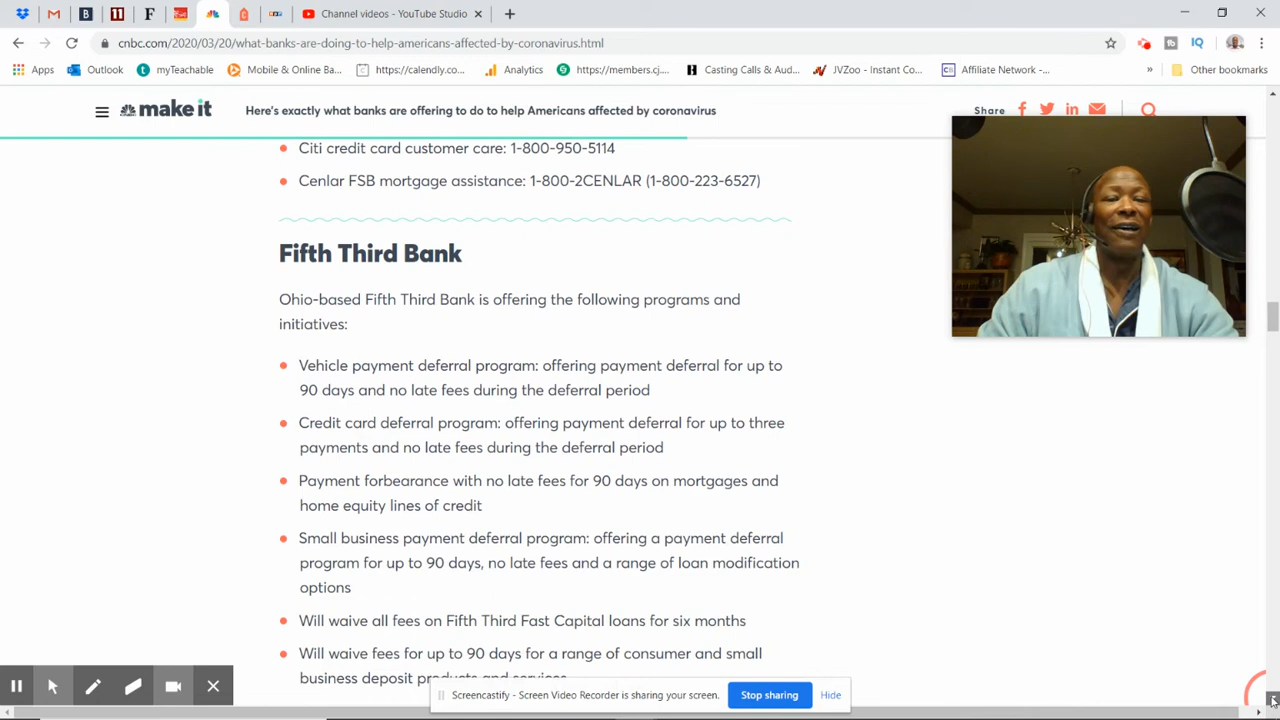 Channel videos - YouTube Studio
cnbc.com/2020/03/20/what-banks-are-doing-to-help-americans-affected-by-coronavirus.html
Apps Outlook myTeachable Mobile & Online Ba... https://calendly.co... Analytics https://members.cj.... Casting Calls & Aud... JVZoo - Instant Co... Affiliate Network -... » Other bookmarks
make it Here's exactly what banks are offering to do to help Americans affected by coronavirus Share
Citi credit card customer care: 1-800-950-5114
Cenlar FSB mortgage assistance: 1-800-2CENLAR (1-800-223-6527)
Fifth Third Bank
Ohio-based Fifth Third Bank is offering the following programs and
initiatives:
Vehicle payment deferral program: offering payment deferral for up to
90 days and no late fees during the deferral period
Credit card deferral program: offering payment deferral for up to three
payments and no late fees during the deferral period
Payment forbearance with no late fees for 90 days on mortgages and
home equity lines of credit
Small business payment deferral program: offering a payment deferral
program for up to 90 days, no late fees and a range of loan modification
options
Will waive all fees on Fifth Third Fast Capital loans for six months
Will waive fees for up to 90 days for a range of consumer and small
business deposit products and services
Screencastify - Screen Video Recorder is sharing your screen. Stop sharing Hide